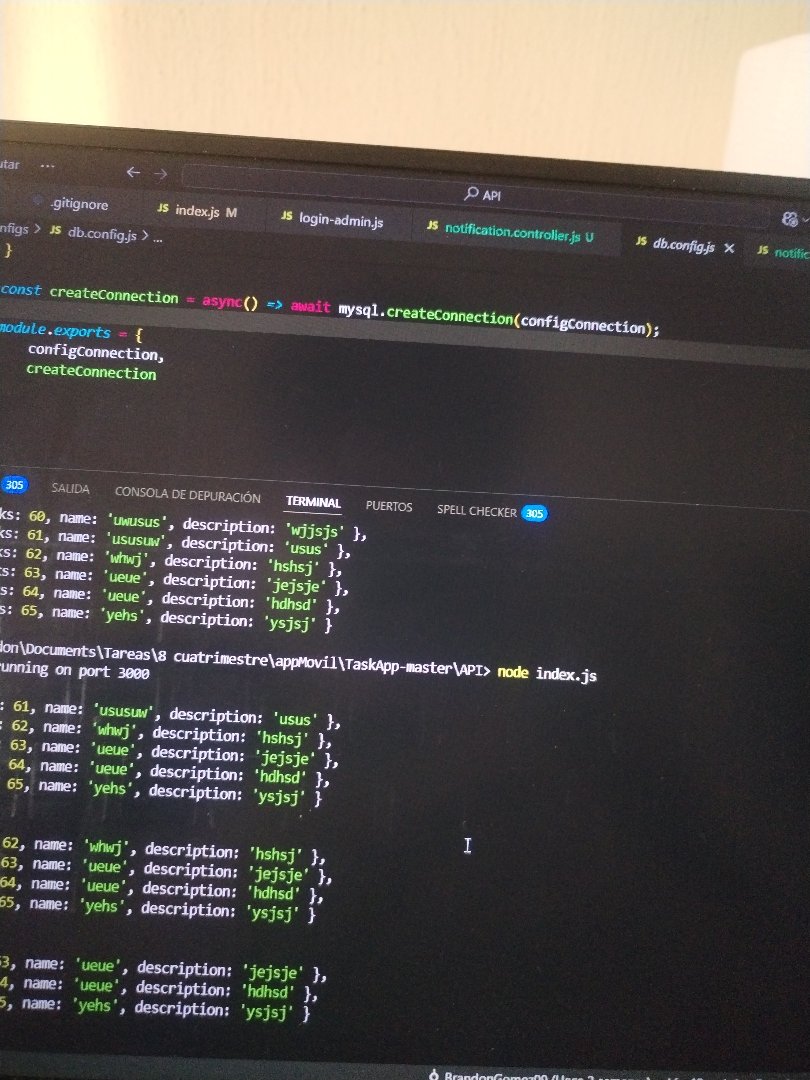 utar ...
API
.gitignore
JS index.js M
JS login-admin.js
JS notification.controller.js U
JS db.config.js
JS notific
nfigs > JS db.config.js > ...
}
const createConnection = async() => await mysql.createConnection(configConnection);
module.exports = {
configConnection,
createConnection
305 SALIDA CONSOLA DE DEPURACIÓN TERMINAL PUERTOS SPELL CHECKER 305
ks: 60, name: 'uwusus', description: 'wjjsjs' },
ks: 61, name: 'ususuw', description: 'usus' },
ks: 62, name: 'whwj', description: 'hshsj' },
ks: 63, name: 'ueue', description: 'jejsje' },
s: 64, name: 'ueue', description: 'hdhsd' },
s: 65, name: 'yehs', description: 'ysjsj' }
don\Documents\Tareas\8 cuatrimestre\appMovil\TaskApp-master\API> node index.js
unning on port 3000
: 61, name: 'ususuw', description: 'usus' },
: 62, name: 'whwj', description: 'hshsj' },
63, name: 'ueue', description: 'jejsje' },
64, name: 'ueue', description: 'hdhsd' },
65, name: 'yehs', description: 'ysjsj' }
62, name: 'whwj', description: 'hshsj' },
63, name: 'ueue', description: 'jejsje' },
64, name: 'ueue', description: 'hdhsd' },
65, name: 'yehs', description: 'ysjsj' }
3, name: 'ueue', description: 'jejsje' },
4, name: 'ueue', description: 'hdhsd' },
5, name: 'yehs', description: 'ysjsj' }